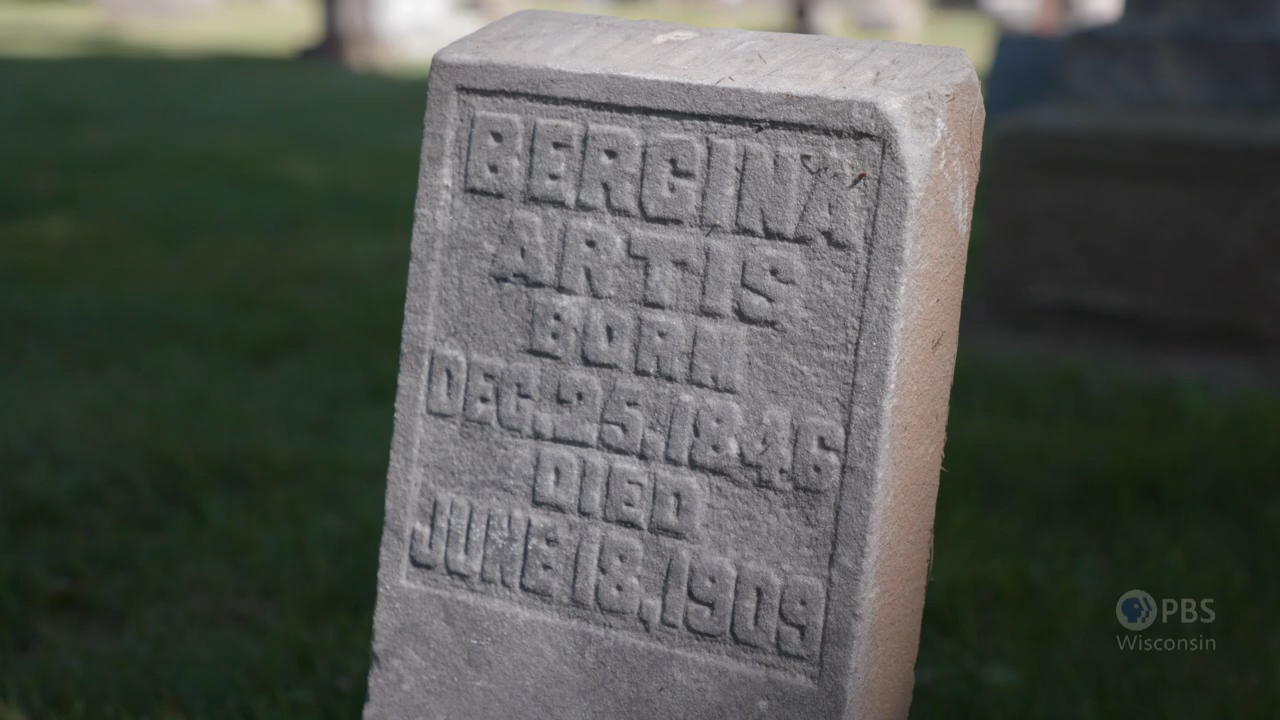 BERGINA
ARTIS
BORN
DEC. 25, 1846
DIED
JUNE 18, 1909
PBS
Wisconsin